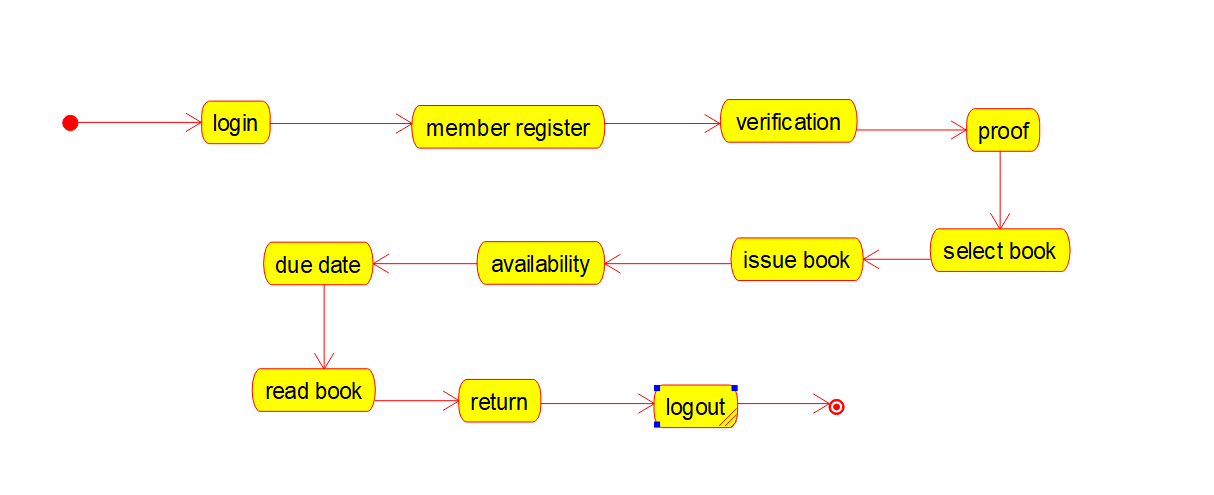 login
member register
verification
proof
select book
issue book
availability
due date
read book
return
logout